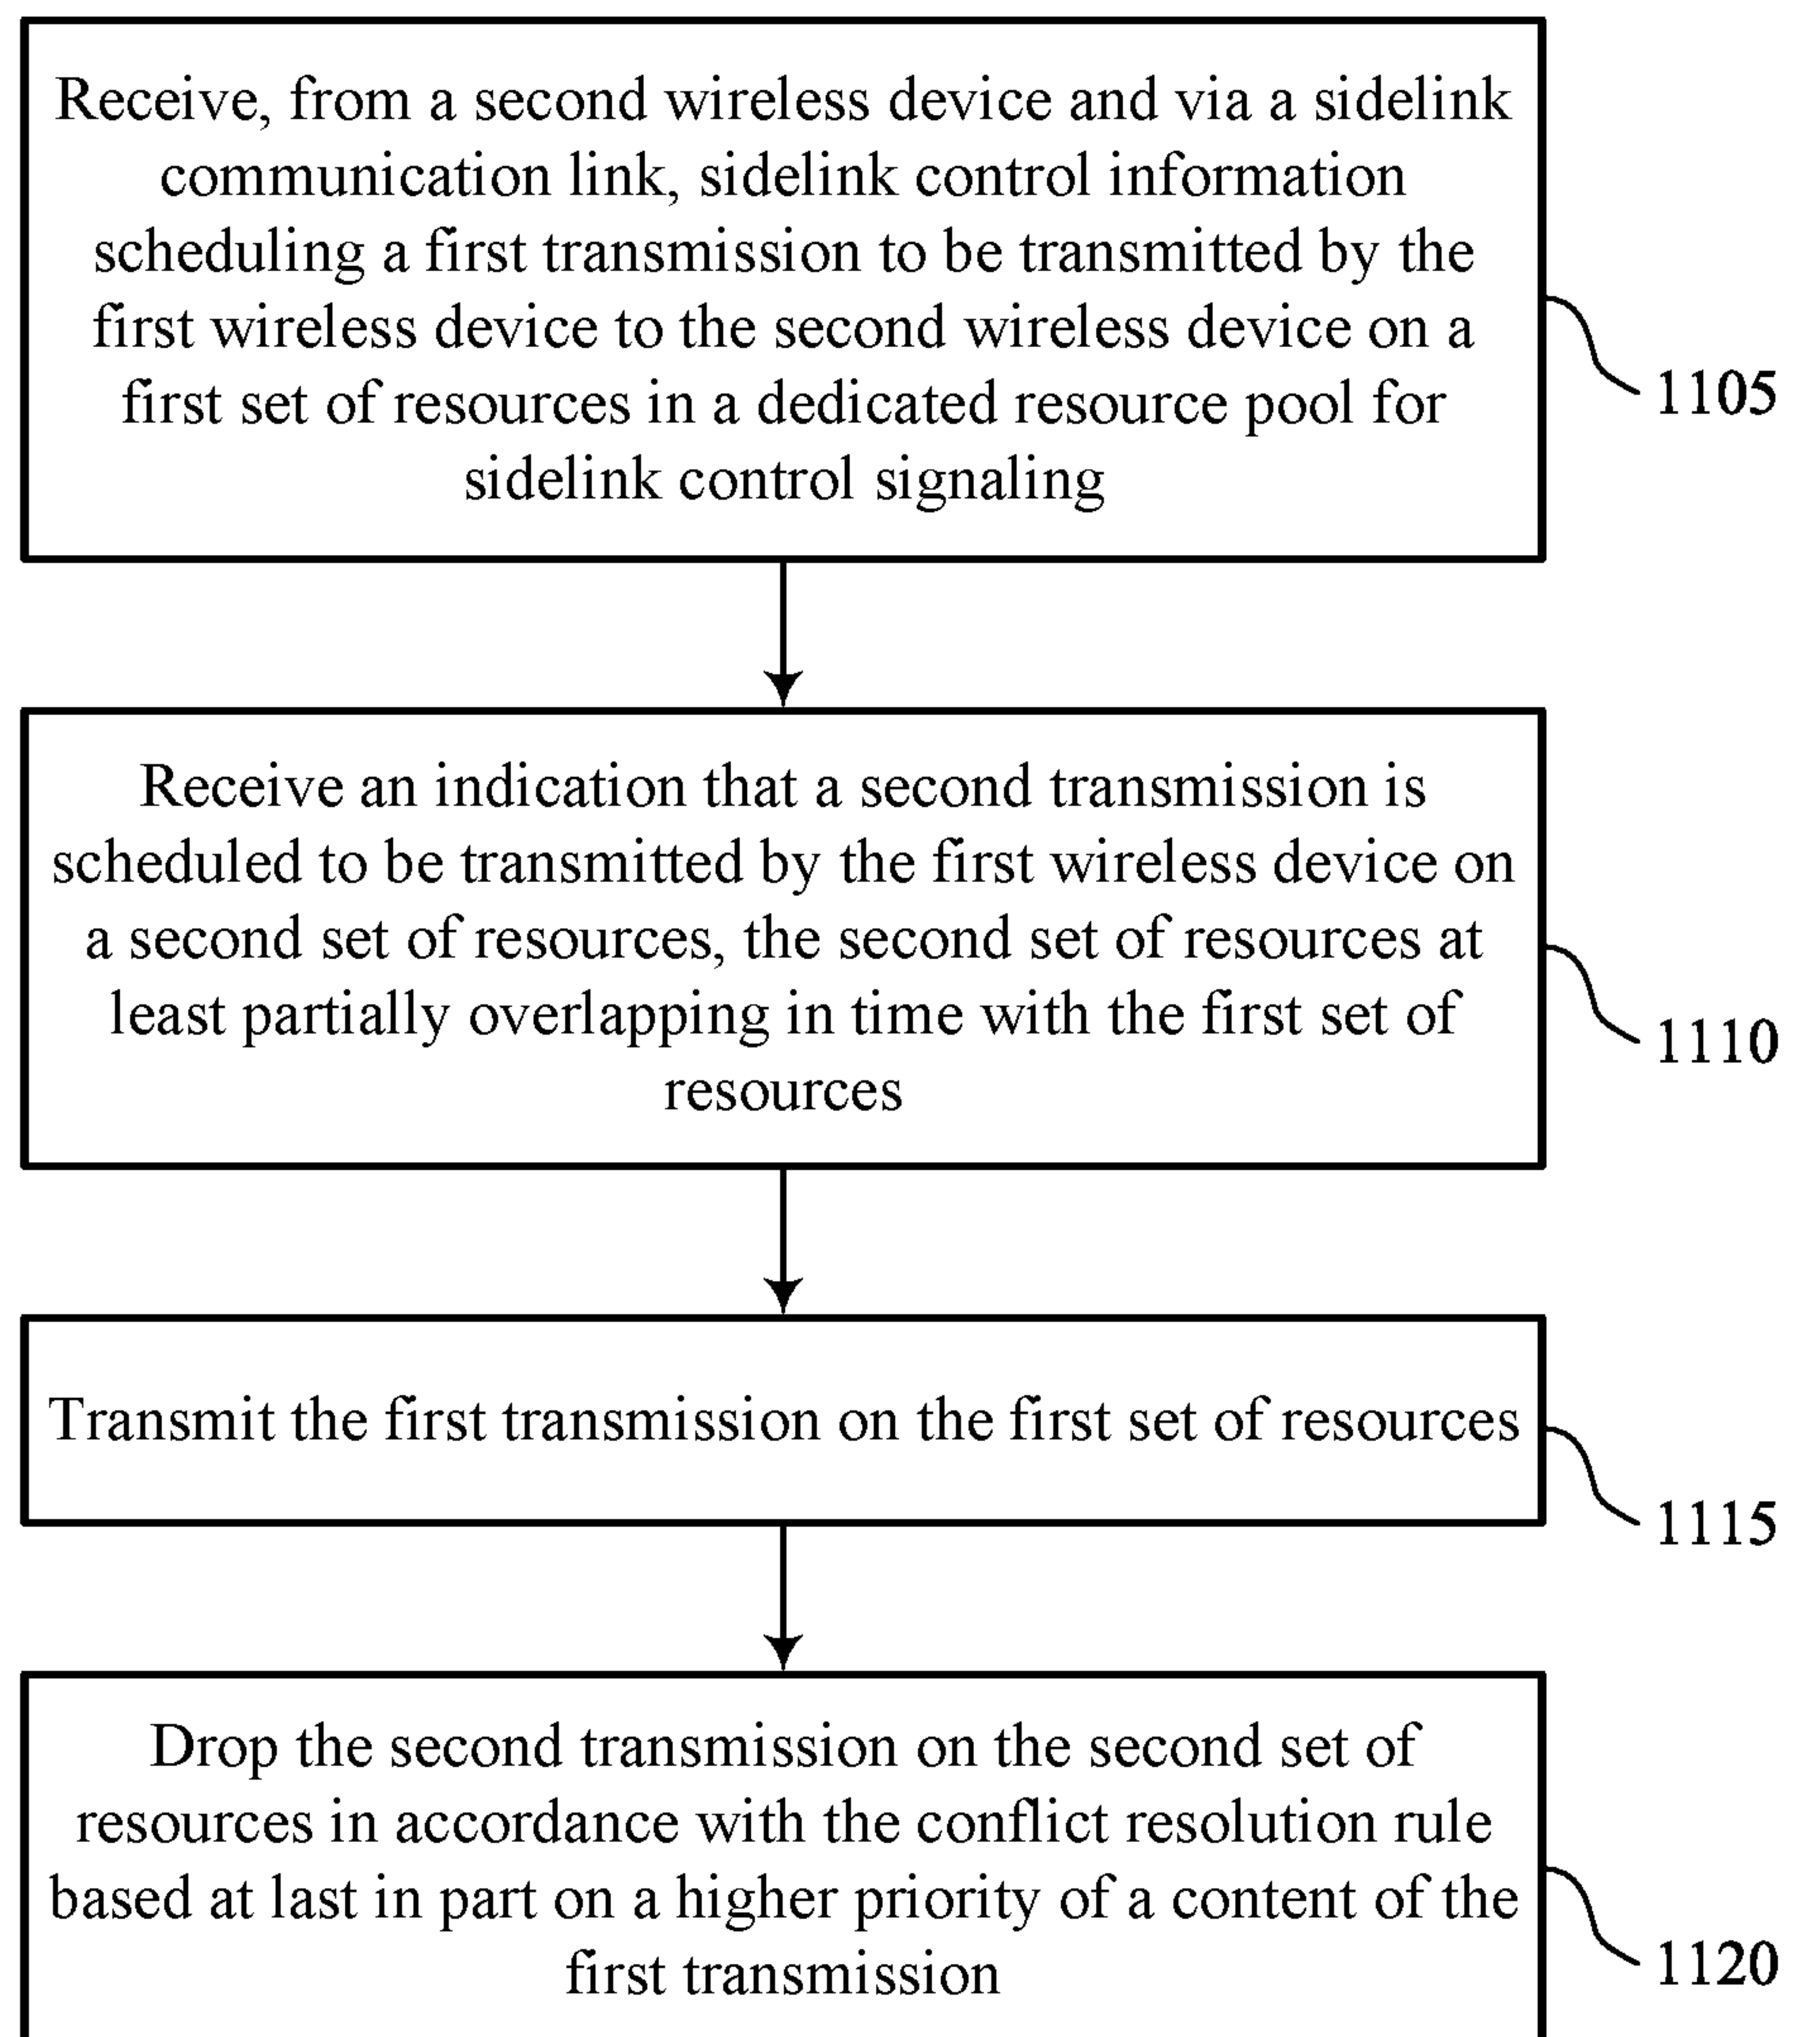 Receive, from a second wireless device and via a sidelink
communication link, sidelink control information
scheduling a first transmission to be transmitted by the
first wireless device to the second wireless device on a
first set of resources in a dedicated resource pool for
sidelink control signaling
1105
Receive an indication that a second transmission is
scheduled to be transmitted by the first wireless device on
a second set of resources, the second set of resources at
least partially overlapping in time with the first set of
resources
1110
Transmit the first transmission on the first set of resources
1115
Drop the second transmission on the second set of
resources in accordance with the conflict resolution rule
based at last in part on a higher priority of a content of the
first transmission
1120